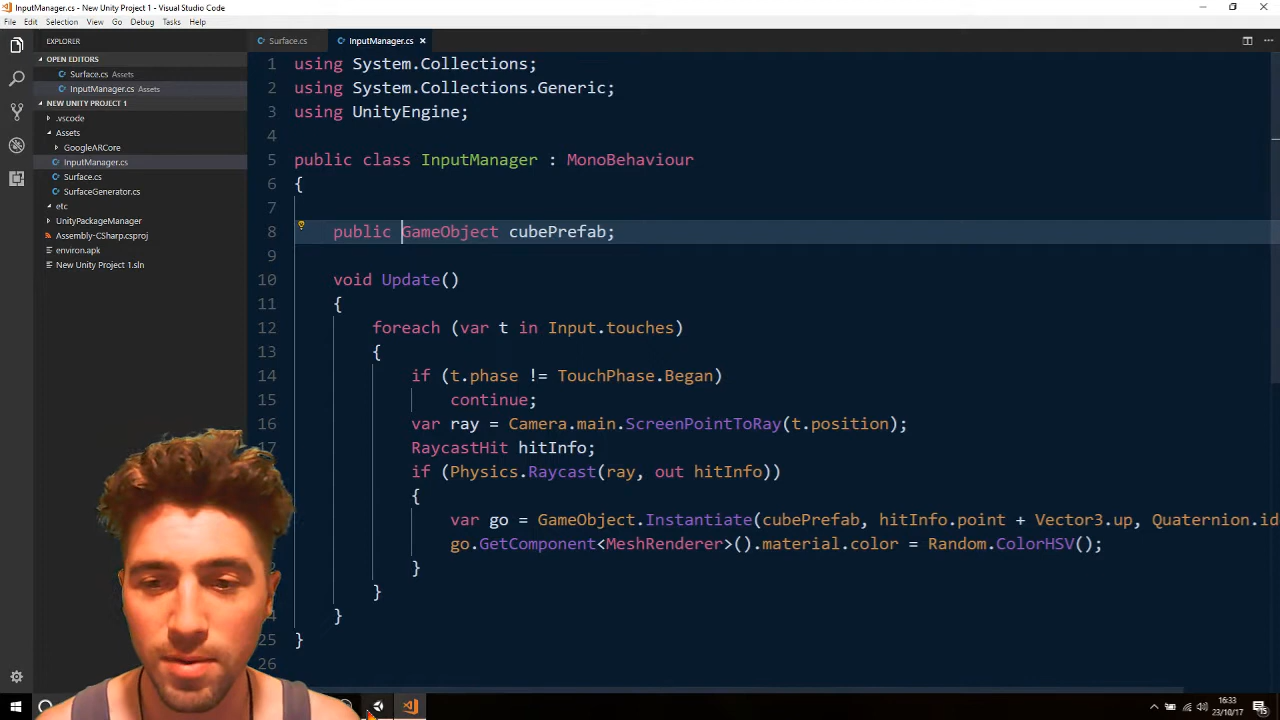 InputManager.cs - New Unity Project 1 - Visual Studio Code
File Edit Selection View Go Debug Tasks Help
EXPLORER
OPEN EDITORS
Surface.cs Assets
InputManager.cs Assets
NEW UNITY PROJECT 1
.vscode
Assets
GoogleARCore
InputManager.cs
Surface.cs
SurfaceGenerator.cs
etc
UnityPackageManager
Assembly-CSharp.csproj
environ.apk
New Unity Project 1.sln
Surface.cs InputManager.cs
1 using System.Collections;
2 using System.Collections.Generic;
3 using UnityEngine;
4
5 public class InputManager : MonoBehaviour
6 {
7
8 public GameObject cubePrefab;
9
10 void Update()
11 {
12 foreach (var t in Input.touches)
13 {
14 if (t.phase != TouchPhase.Began)
15 continue;
16 var ray = Camera.main.ScreenPointToRay(t.position);
17 RaycastHit hitInfo;
if (Physics.Raycast(ray, out hitInfo))
{
var go = GameObject.Instantiate(cubePrefab, hitInfo.point + Vector3.up, Quaternion.id
go.GetComponent<MeshRenderer>().material.color = Random.ColorHSV();
}
}
}
25 }
26
16:33
23/10/17